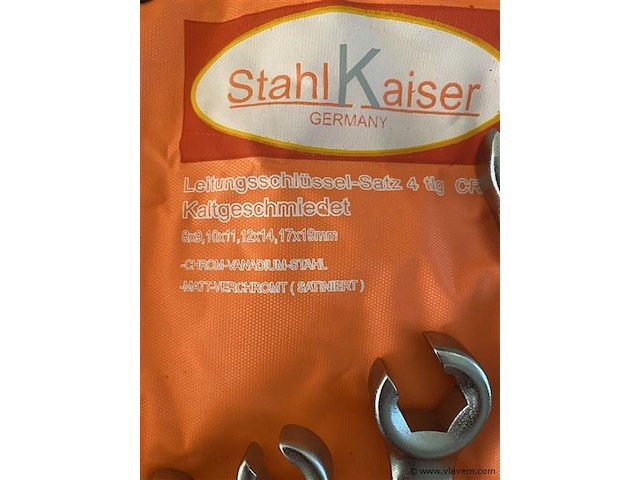 StahlKaiser
GERMANY
Leitungsschlüssel-Satz 4 tlg CR
Kaltgeschmiedet
8x9,10x11,12x14,17x19mm
-CHROM-VANADIUM-STAHL
-MATT-VERCHROMT ( SATINIERT )
© www.vlavem.com